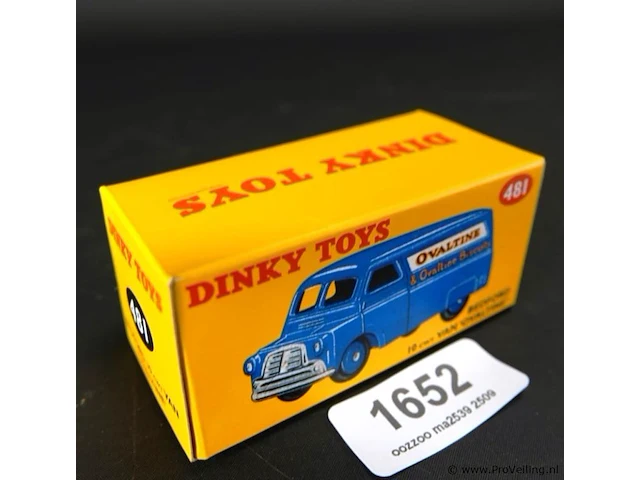 DINKY TOYS
481
DINKY TOYS
OVALTINE
& Ovaltine Biscuits
BEDFORD
10 cwt. VAN 'OVALTINE'
DINKY TOYS
481
VAN
1652
oozzoo ma2539 2509
© www.ProVeiling.nl